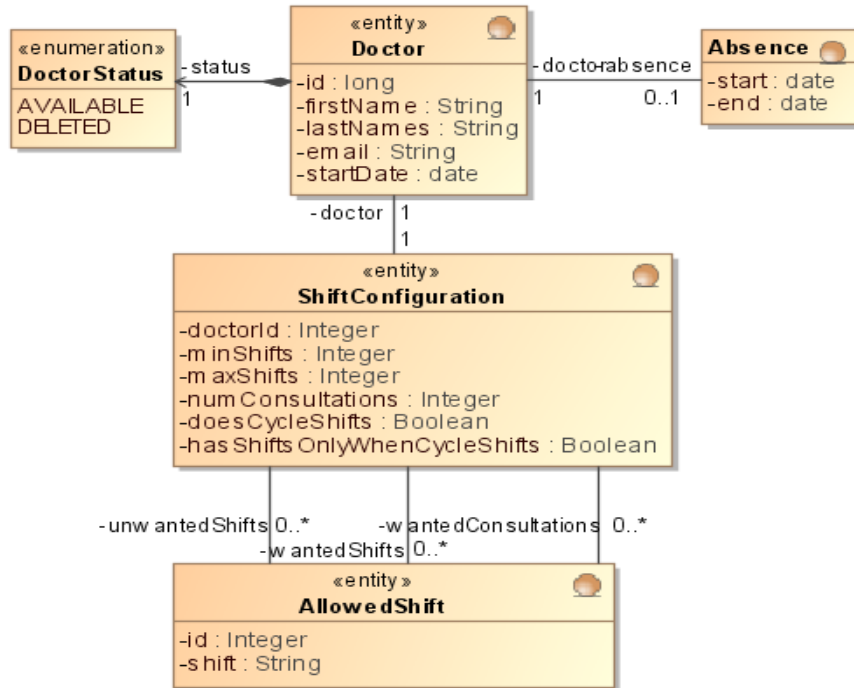 «enumeration»
DoctorStatus
AVAILABLE
DELETED
-status
1
«entity»
Doctor
-id : long
-firstName : String
-lastNames : String
-email : String
-startDate : date
-doctor
-absence
1
0..1
Absence
-start : date
-end : date
-doctor
1
1
«entity»
ShiftConfiguration
-doctorId : Integer
-minShifts : Integer
-maxShifts : Integer
-numConsultations : Integer
-doesCycleShifts : Boolean
-hasShiftsOnlyWhenCycleShifts : Boolean
-unwantedShifts 0..*
-wantedShifts 0..*
-wantedConsultations 0..*
«entity»
AllowedShift
-id : Integer
-shift : String